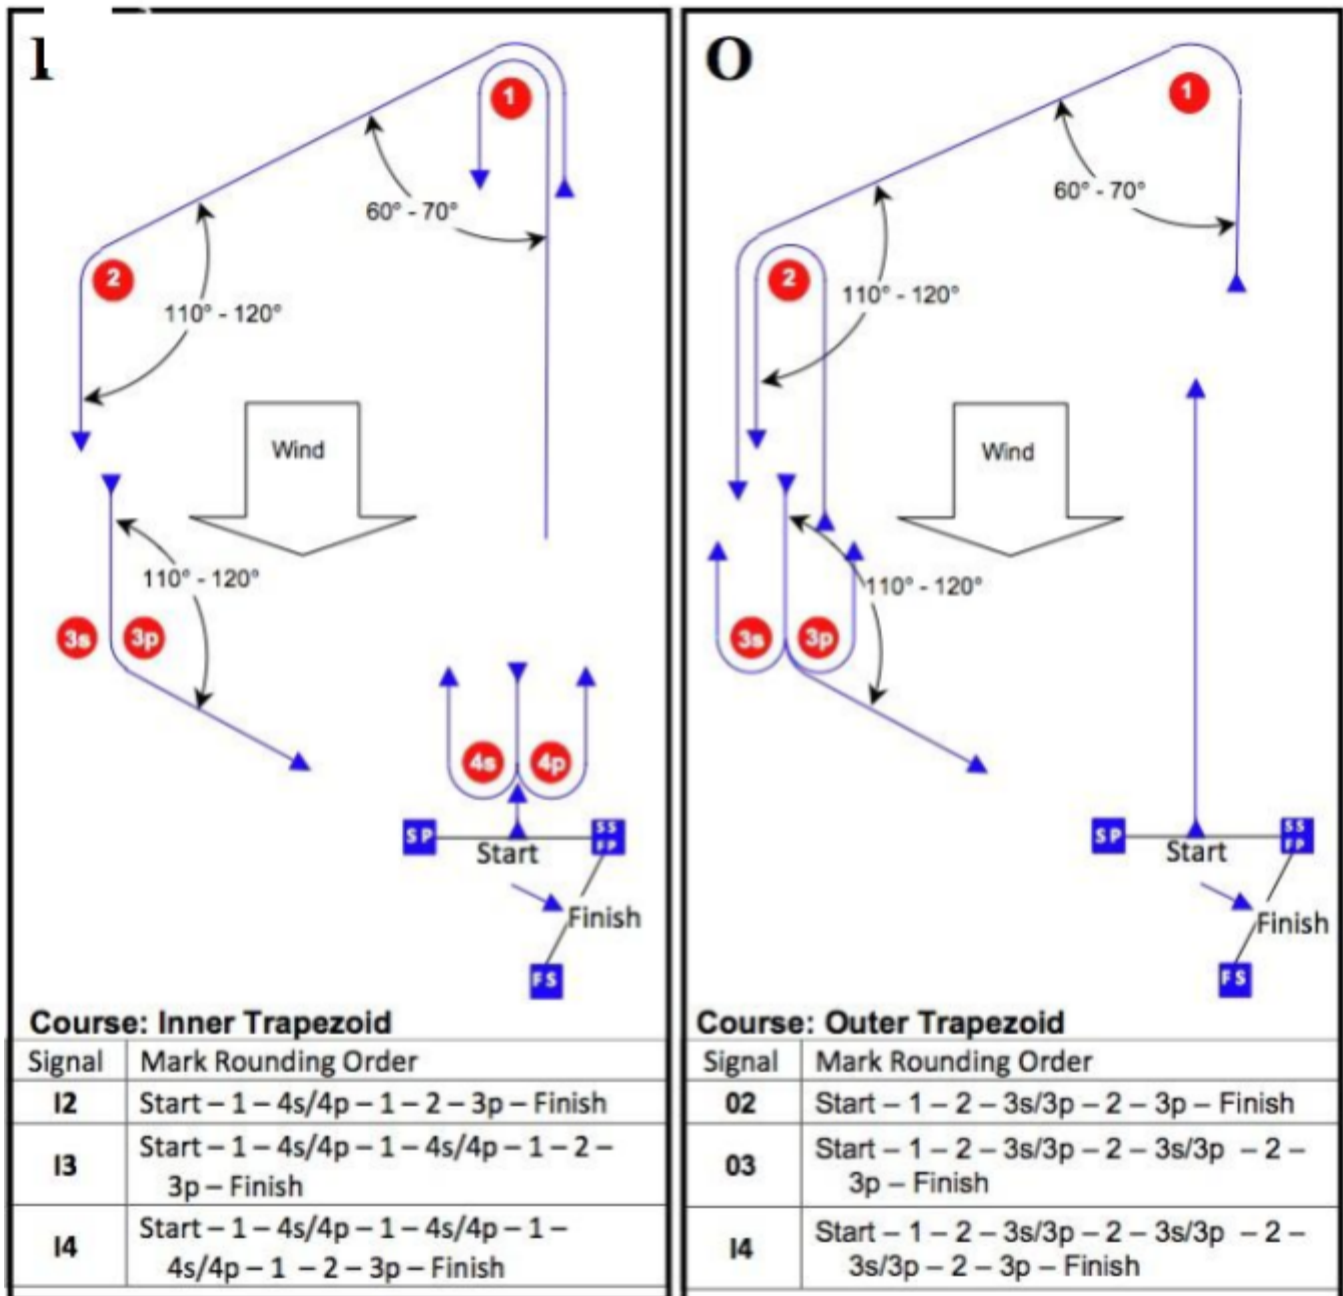 I
1
60° - 70°
2
110° - 120°
Wind
110° - 120°
3s 3p
4s 4p
SP
SS
FP
Start
Finish
FS
Course: Inner Trapezoid
Signal Mark Rounding Order
I2 Start – 1 – 4s/4p – 1 – 2 – 3p – Finish
I3 Start – 1 – 4s/4p – 1 – 4s/4p – 1 – 2 –
3p – Finish
I4 Start – 1 – 4s/4p – 1 – 4s/4p – 1 –
4s/4p – 1 – 2 – 3p – Finish
O
1
60° - 70°
2
110° - 120°
Wind
110° - 120°
3s 3p
SP
SS
FP
Start
Finish
FS
Course: Outer Trapezoid
Signal Mark Rounding Order
02 Start – 1 – 2 – 3s/3p – 2 – 3p – Finish
03 Start – 1 – 2 – 3s/3p – 2 – 3s/3p – 2 –
3p – Finish
I4 Start – 1 – 2 – 3s/3p – 2 – 3s/3p – 2 –
3s/3p – 2 – 3p – Finish